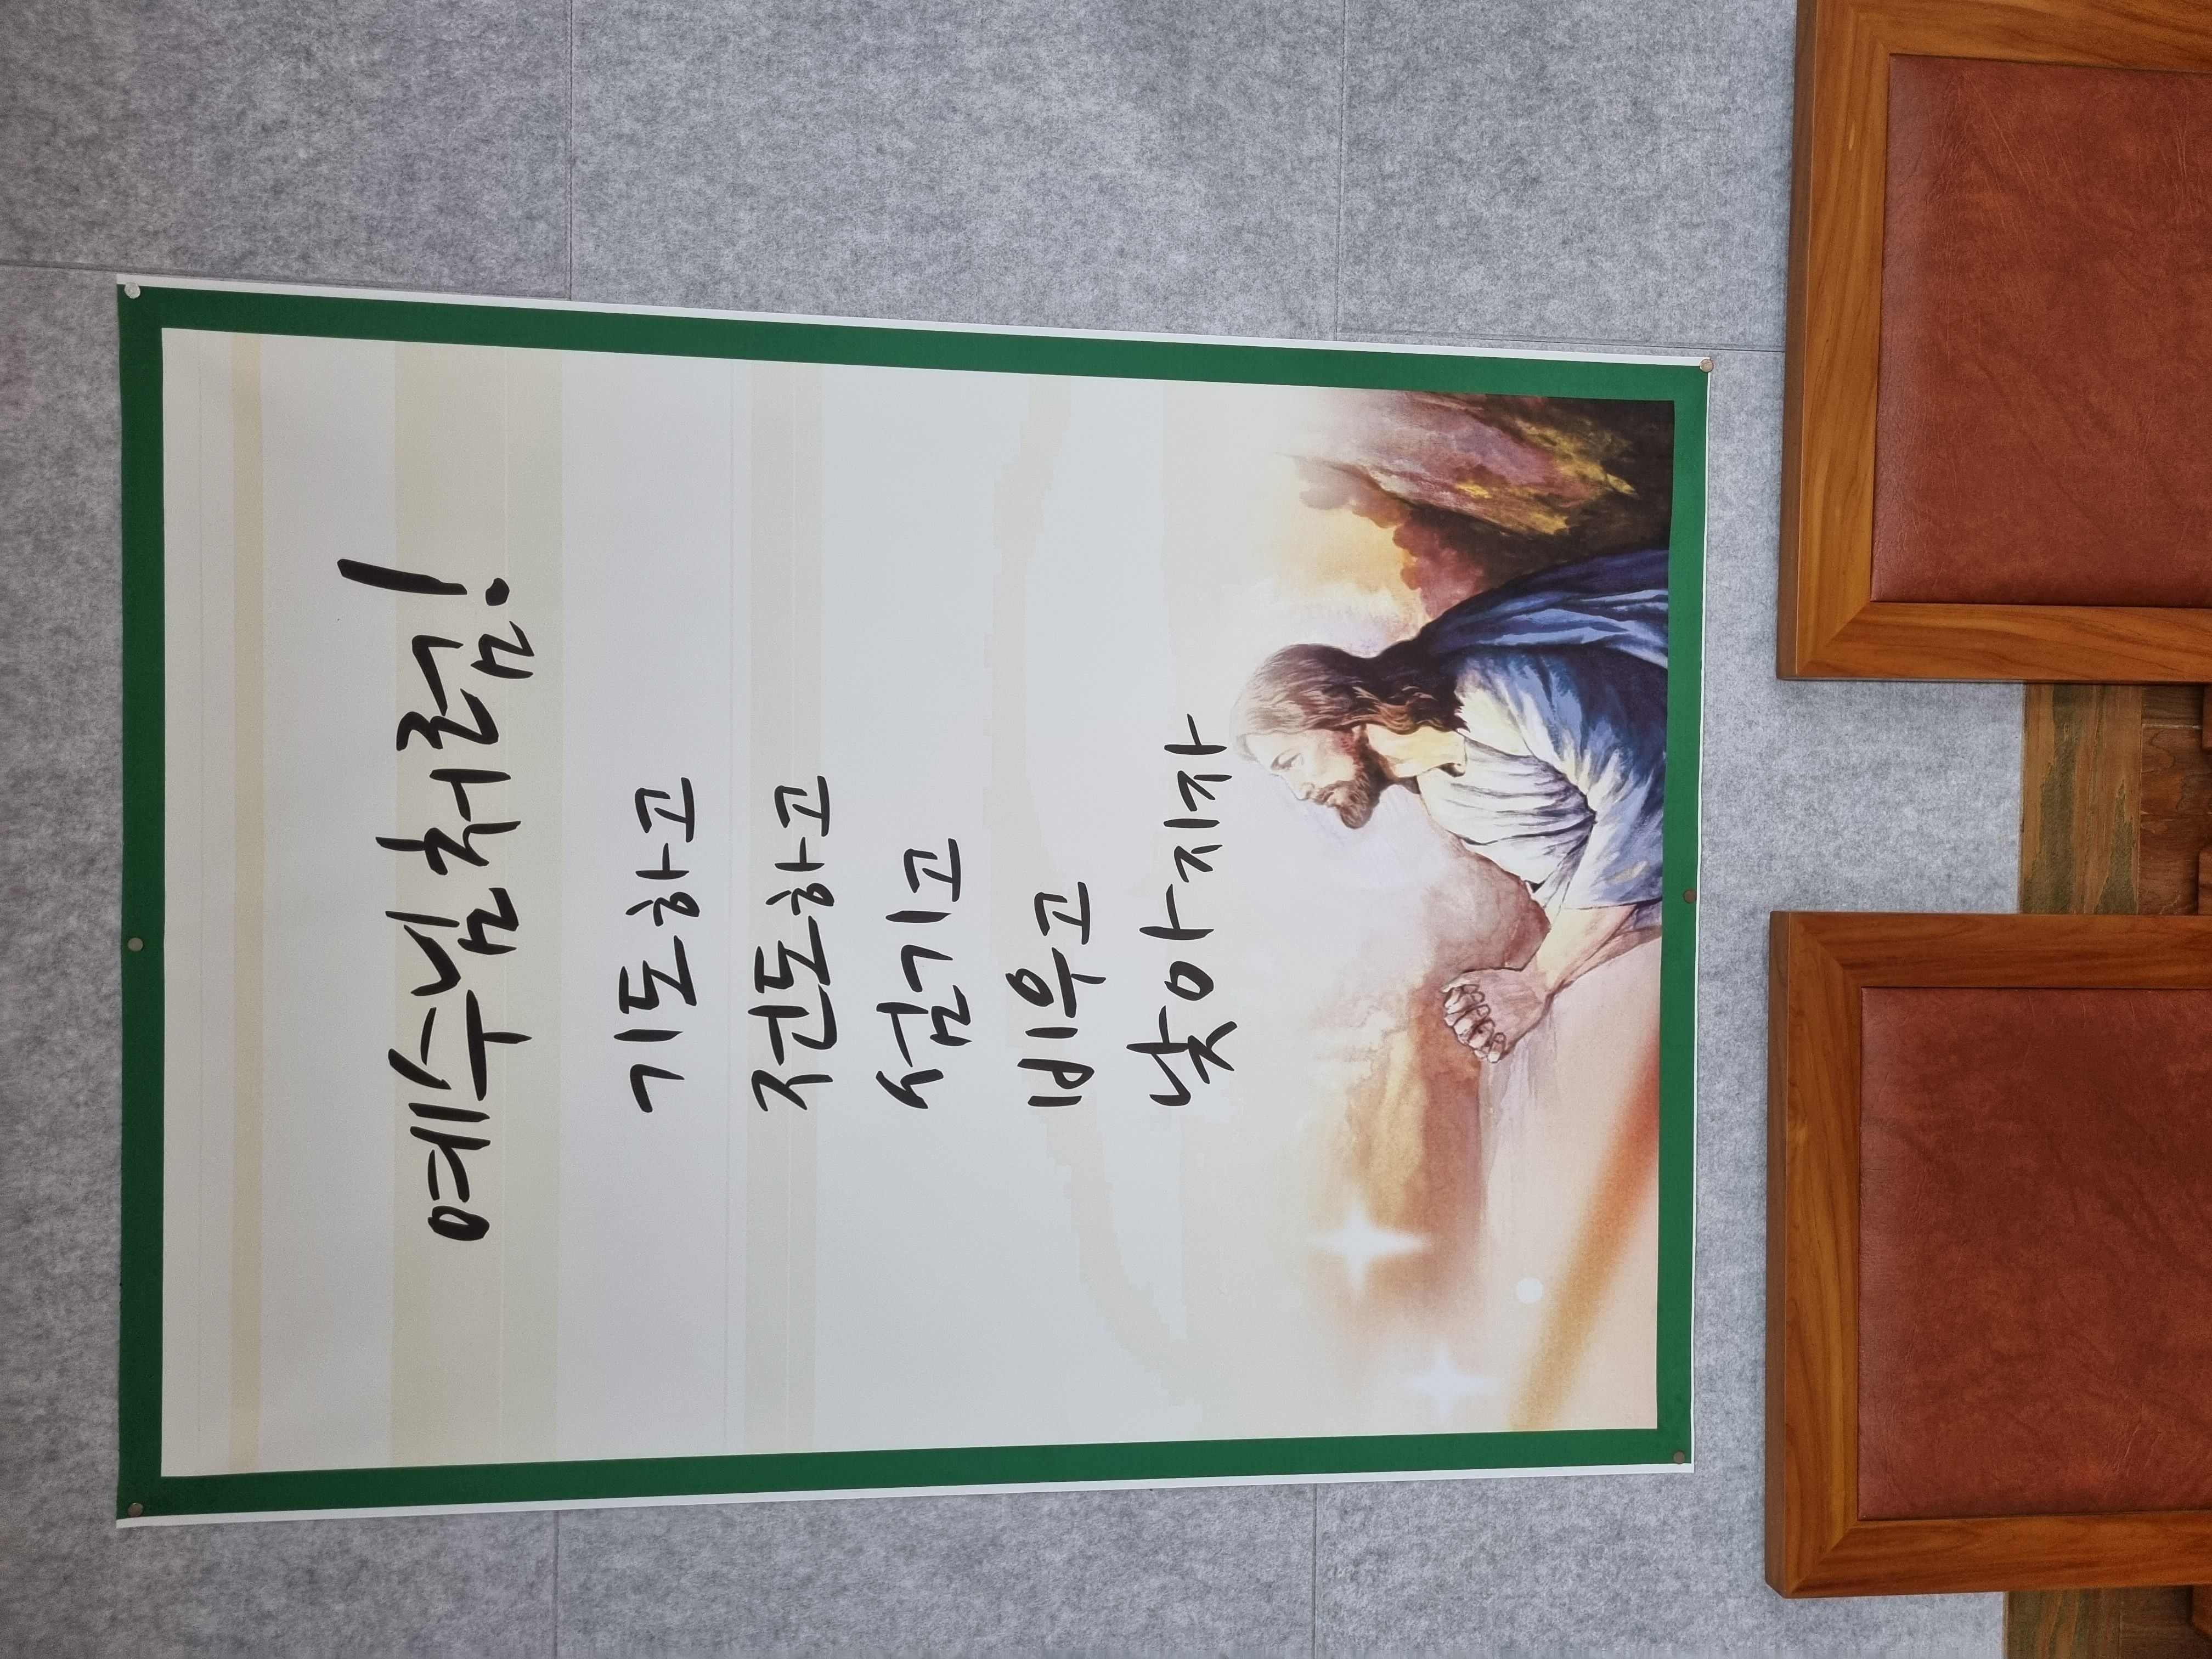 예수님처럼!
기도하고
전도하고
섬기고
비우고
낮아지자